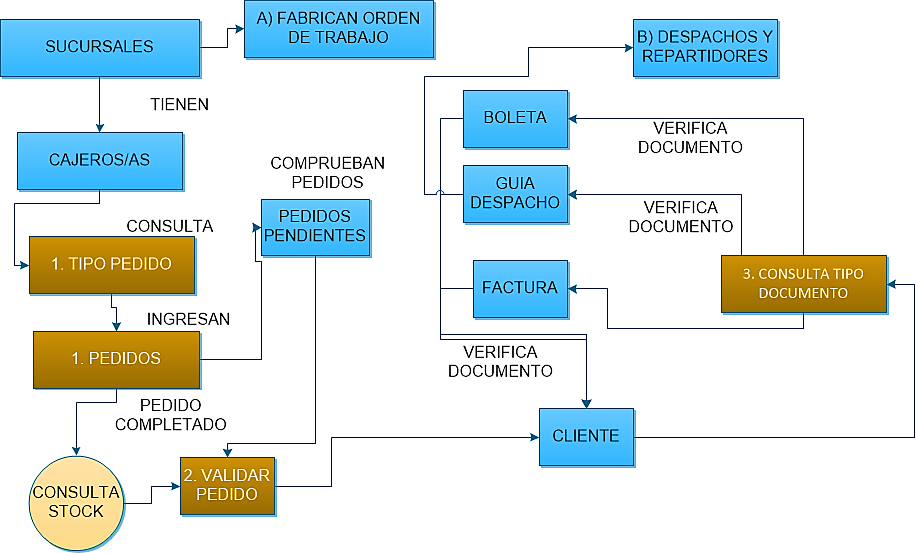 SUCURSALES
A) FABRICAN ORDEN
DE TRABAJO
B) DESPACHOS Y
REPARTIDORES
TIENEN
BOLETA
VERIFICA
DOCUMENTO
CAJEROS/AS
COMPRUEBAN
PEDIDOS
GUIA
DESPACHO
VERIFICA
DOCUMENTO
PEDIDOS
PENDIENTES
CONSULTA
1. TIPO PEDIDO
FACTURA
3. CONSULTA TIPO
DOCUMENTO
INGRESAN
1. PEDIDOS
VERIFICA
DOCUMENTO
PEDIDO
COMPLETADO
CLIENTE
CONSULTA
STOCK
2. VALIDAR
PEDIDO